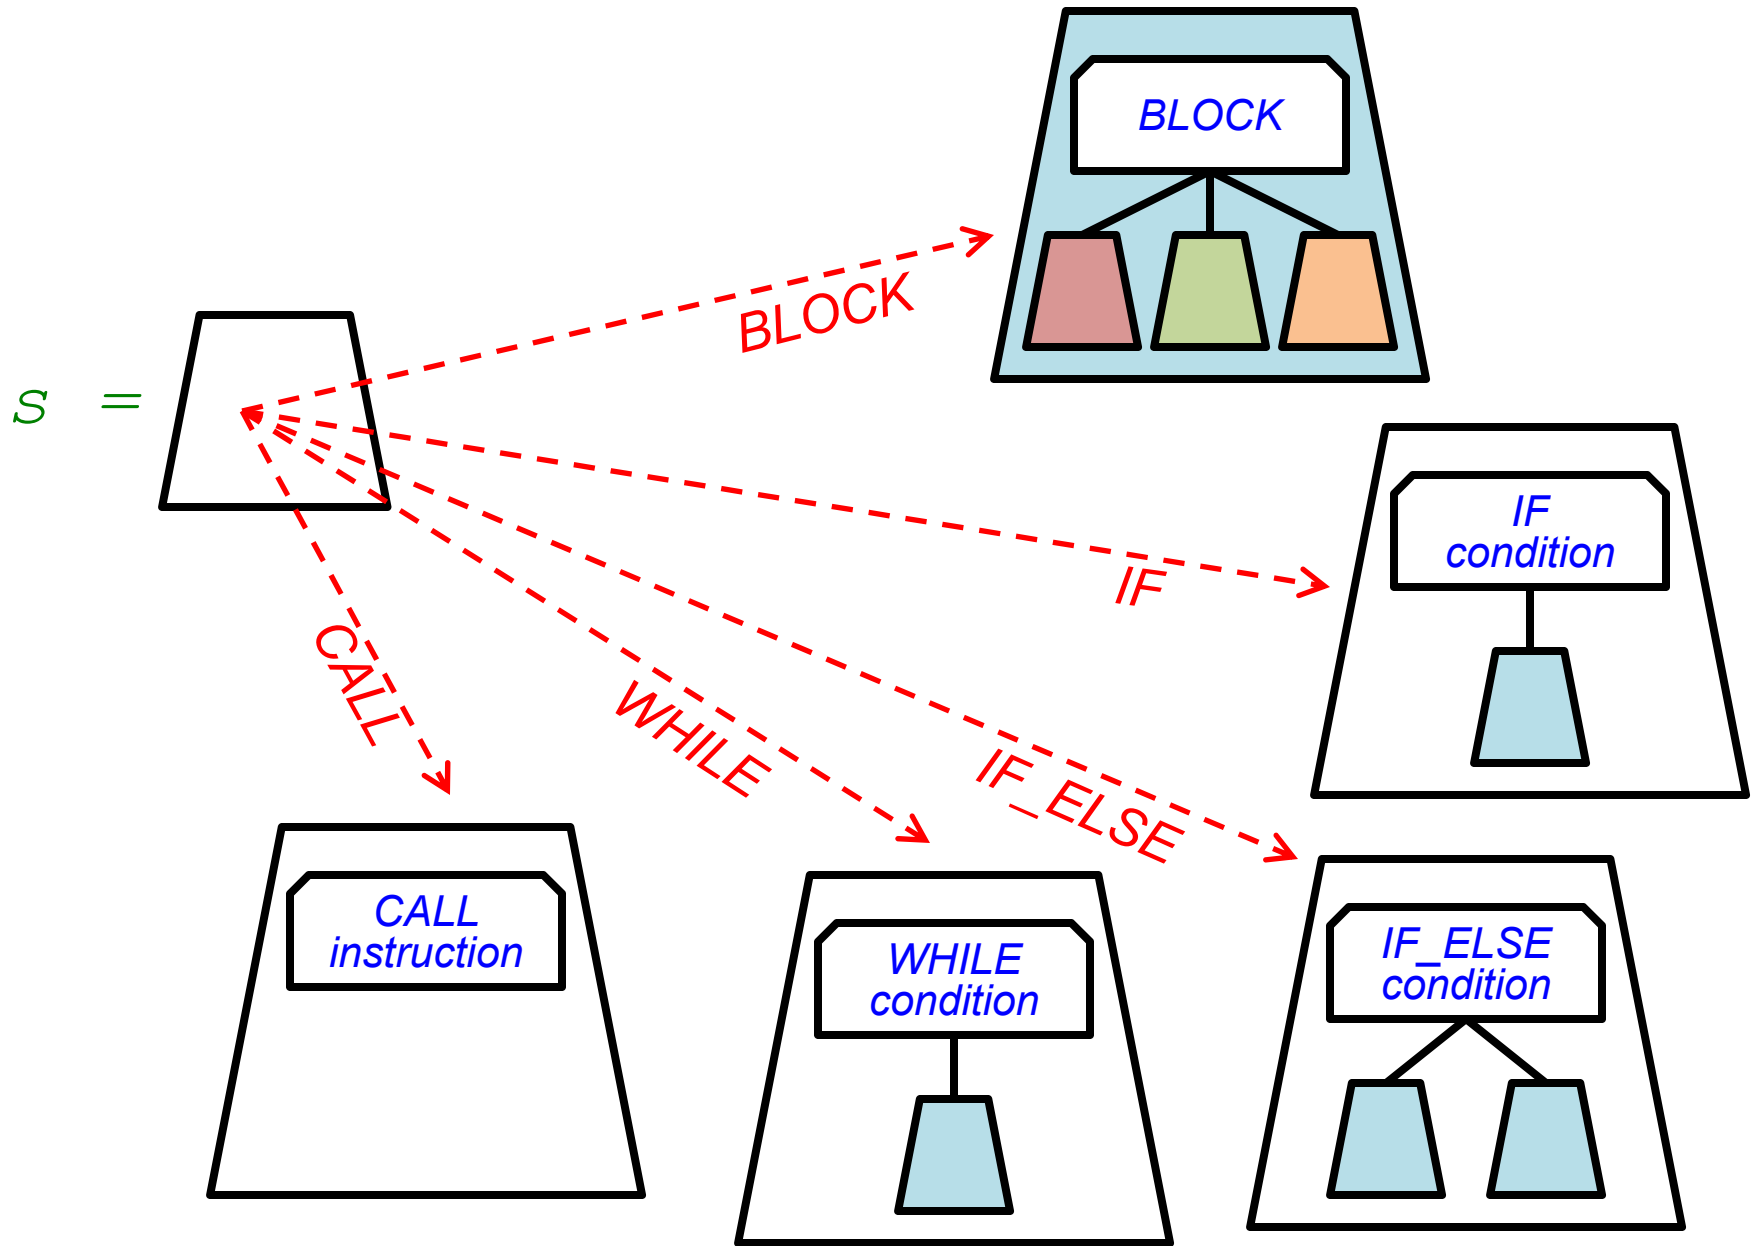 BLOCK
BLOCK
s =
IF
condition
IF
CALL
WHILE
IF_ELSE
CALL
instruction
WHILE
condition
IF_ELSE
condition